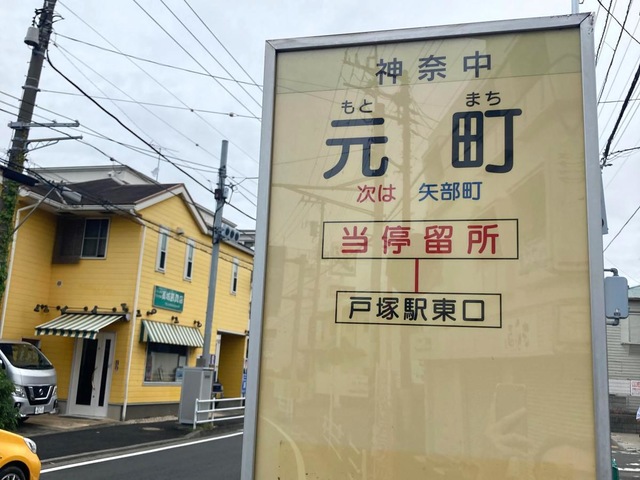 神奈中
もと まち
元 町
次は 矢部町
当停留所
戸塚駅東口